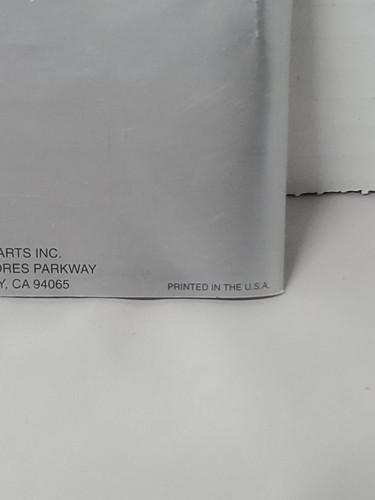 ARTS INC.
ORES PARKWAY
Y, CA 94065
PRINTED IN THE U.S.A.